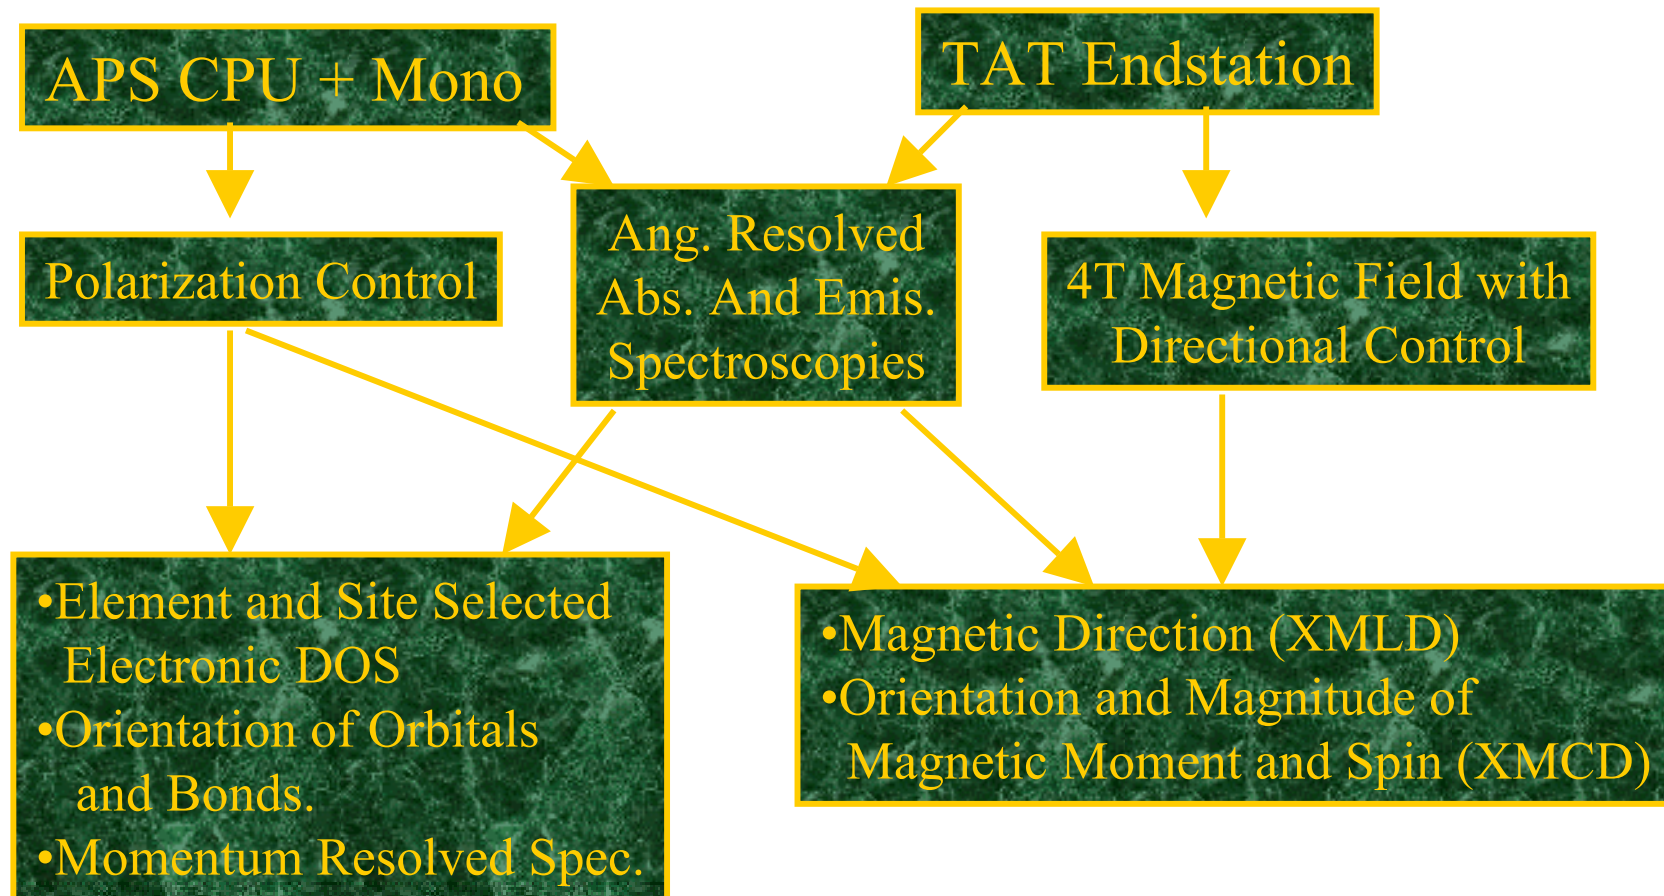 APS CPU + Mono
TAT Endstation
Polarization Control
Ang. Resolved
Abs. And Emis.
Spectroscopies
4T Magnetic Field with
Directional Control
•Element and Site Selected
Electronic DOS
•Orientation of Orbitals
and Bonds.
•Momentum Resolved Spec.
•Magnetic Direction (XMLD)
•Orientation and Magnitude of
Magnetic Moment and Spin (XMCD)